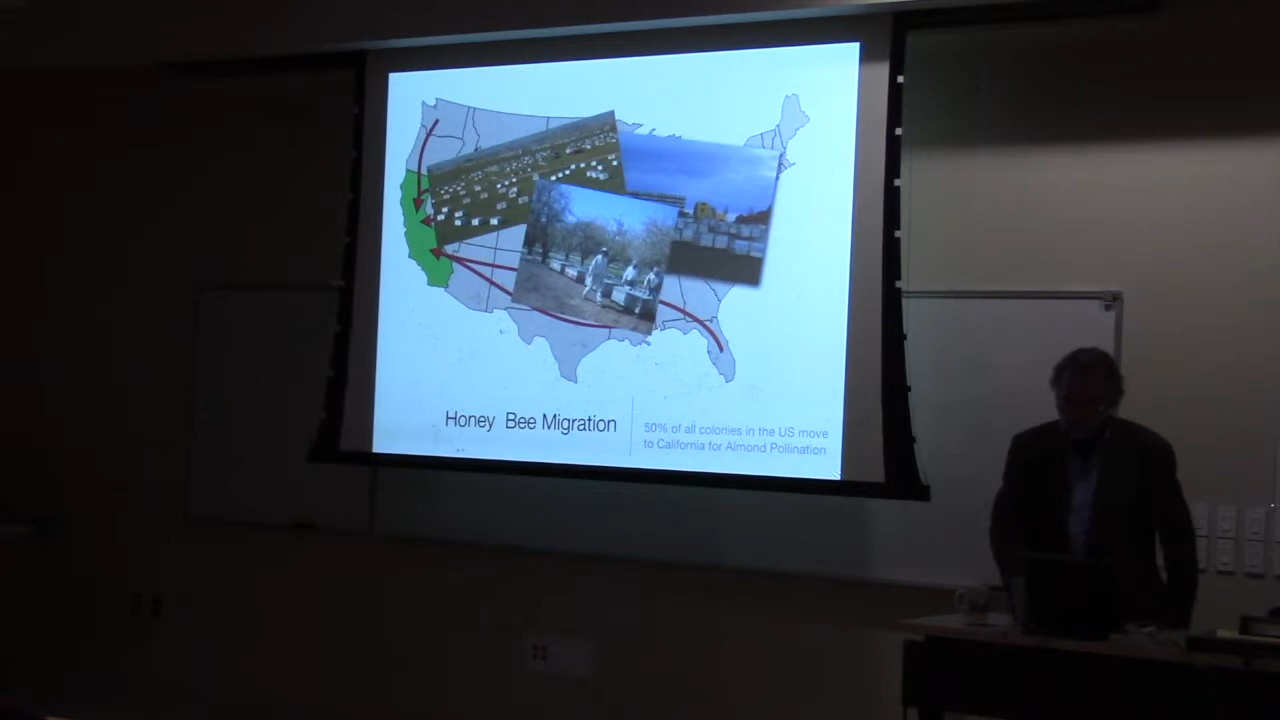 Honey Bee Migration
50% of all colonies in the US move
to California for Almond Pollination